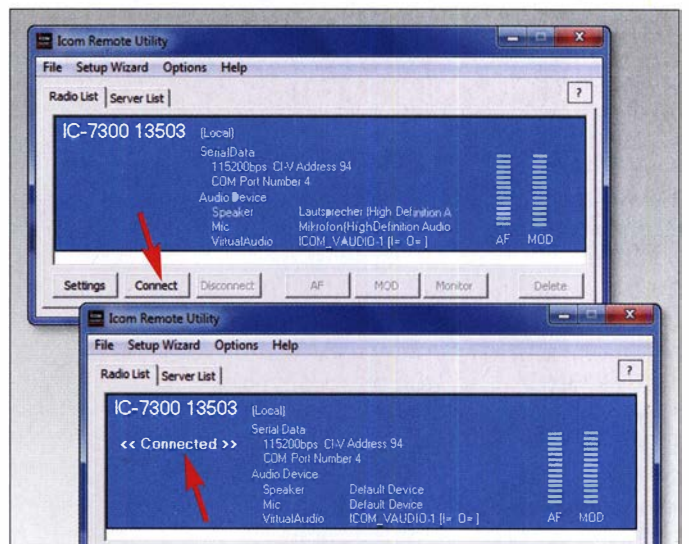 Icom Remote Utility
File Setup Wizard Options Help
Radio List Server List ?
IC-7300 13503 (Local)
SerialData
115200bps CI-V Address 94
COM Port Number 4
Audio Device
Speaker Lautsprecher (High Definition A
Mic Mikrofon(HighDefinition Audio
VirtualAudio ICOM_VAUDIO-1 [I= O= ]
AF MOD
Settings Connect Disconnect AF MOD Monitor Delete
Icom Remote Utility
File Setup Wizard Options Help
Radio List Server List ?
IC-7300 13503 (Local)
<< Connected >>
Serial Data
115200bps CI-V Address 94
COM Port Number 4
Audio Device
Speaker Default Device
Mic Default Device
VirtualAudio ICOM_VAUDIO-1 [I= O= ]
AF MOD